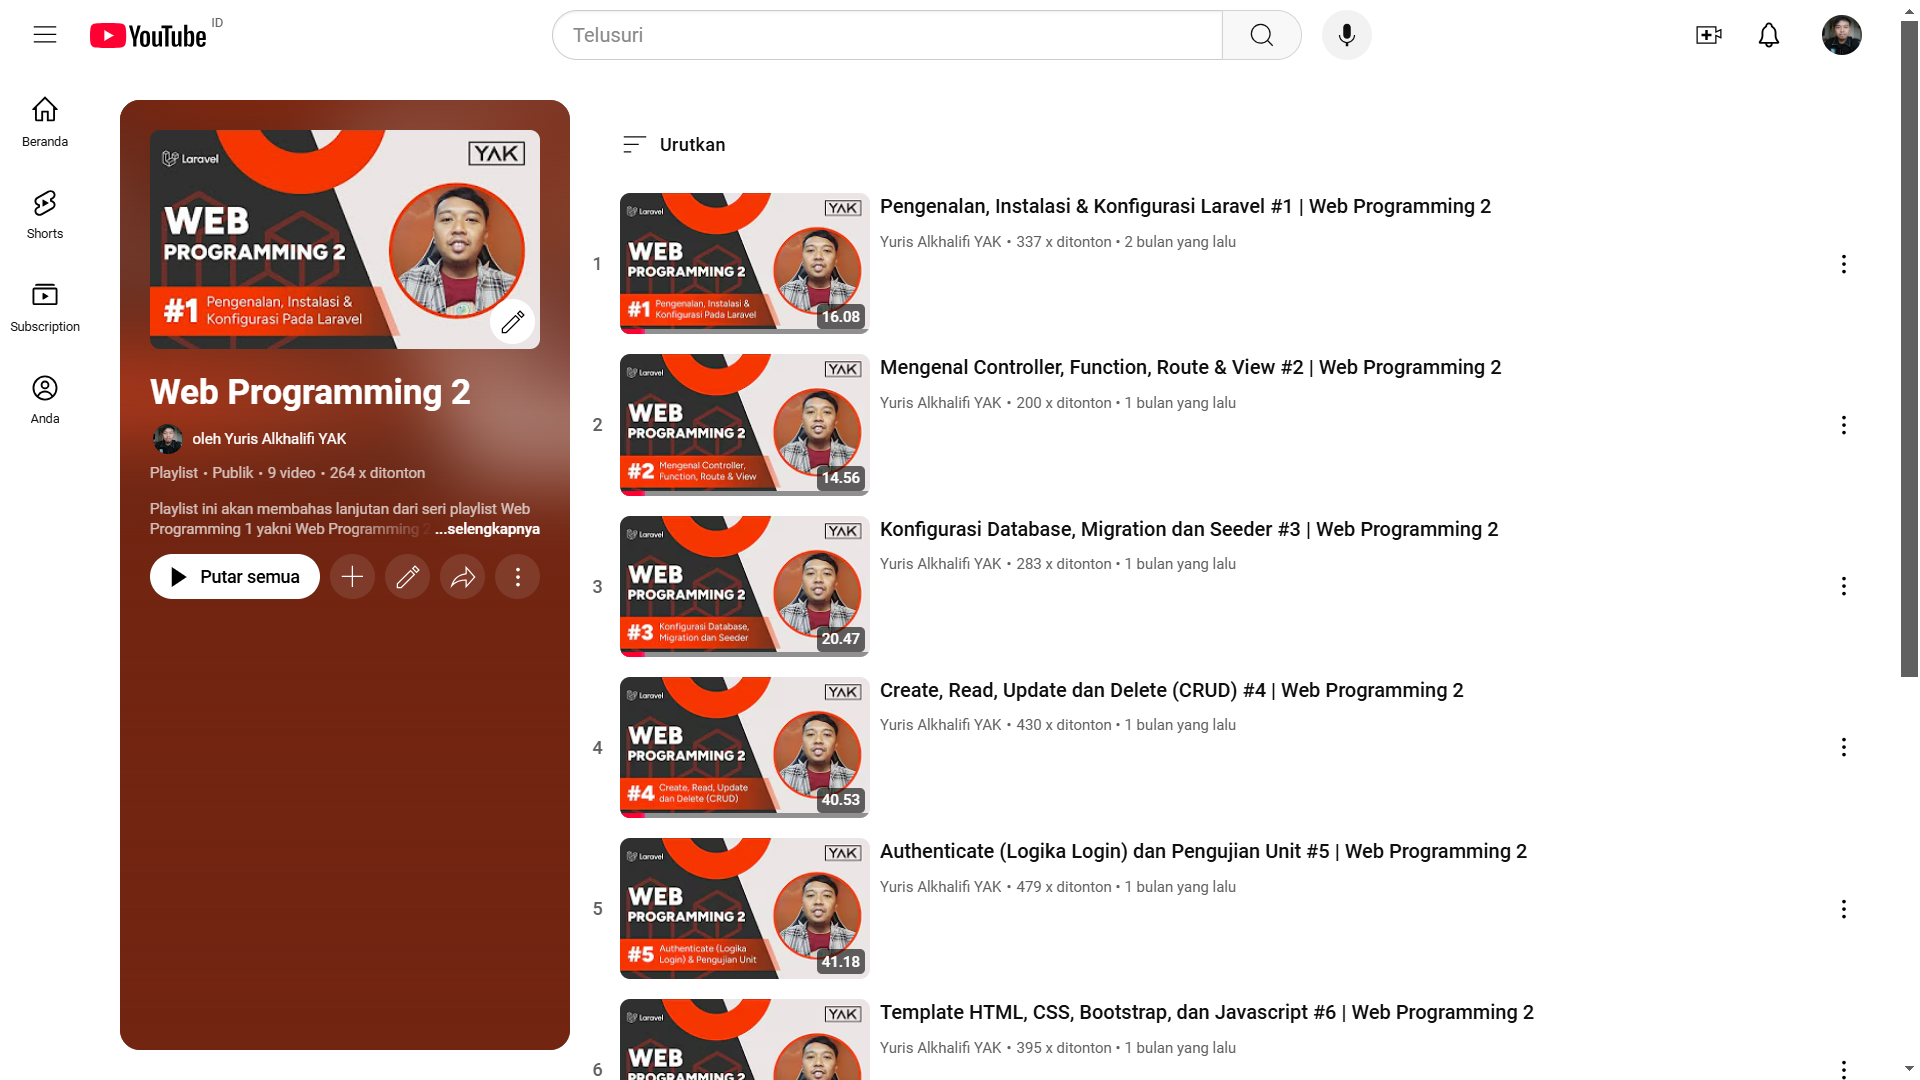 YouTube ID
Telusuri
Beranda
Shorts
Subscription
Anda
Laravel
YAK
WEB
PROGRAMMING 2
#1 Pengenalan, Instalasi &
Konfigurasi Pada Laravel
Web Programming 2
oleh Yuris Alkhalifi YAK
Playlist • Publik • 9 video • 264 x ditonton
Playlist ini akan membahas lanjutan dari seri playlist Web
Programming 1 yakni Web Programming 2 ...selengkapnya
Putar semua
Urutkan
1
Laravel
YAK
WEB
PROGRAMMING 2
#1 Pengenalan, Instalasi &
Konfigurasi Pada Laravel
16.08
Pengenalan, Instalasi & Konfigurasi Laravel #1 | Web Programming 2
Yuris Alkhalifi YAK • 337 x ditonton • 2 bulan yang lalu
2
Laravel
YAK
WEB
PROGRAMMING 2
#2 Mengenal Controller,
Function, Route & View
14.56
Mengenal Controller, Function, Route & View #2 | Web Programming 2
Yuris Alkhalifi YAK • 200 x ditonton • 1 bulan yang lalu
3
Laravel
YAK
WEB
PROGRAMMING 2
#3 Konfigurasi Database,
Migration dan Seeder
20.47
Konfigurasi Database, Migration dan Seeder #3 | Web Programming 2
Yuris Alkhalifi YAK • 283 x ditonton • 1 bulan yang lalu
4
Laravel
YAK
WEB
PROGRAMMING 2
#4 Create, Read, Update
dan Delete (CRUD)
40.53
Create, Read, Update dan Delete (CRUD) #4 | Web Programming 2
Yuris Alkhalifi YAK • 430 x ditonton • 1 bulan yang lalu
5
Laravel
YAK
WEB
PROGRAMMING 2
#5 Authenticate (Logika
Login) & Pengujian Unit
41.18
Authenticate (Logika Login) dan Pengujian Unit #5 | Web Programming 2
Yuris Alkhalifi YAK • 479 x ditonton • 1 bulan yang lalu
6
Laravel
YAK
WEB
PROGRAMMING 2
Template HTML, CSS, Bootstrap, dan Javascript #6 | Web Programming 2
Yuris Alkhalifi YAK • 395 x ditonton • 1 bulan yang lalu